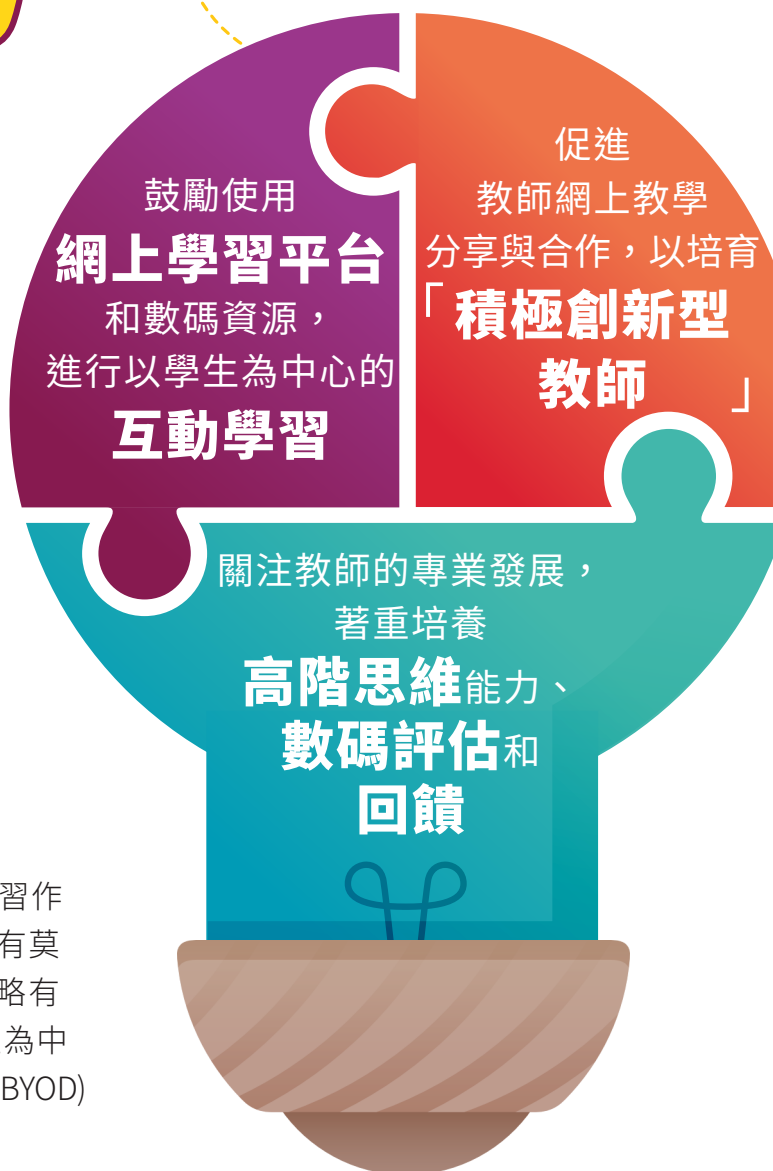 鼓勵使用
網上學習平台
和數碼資源，
進行以學生為中心的
互動學習
促進
教師網上教學
分享與合作，以培育
「積極創新型
教師」
關注教師的專業發展，
著重培養
高階思維能力、
數碼評估和
回饋
習作
有莫
略有
為中
BYOD)